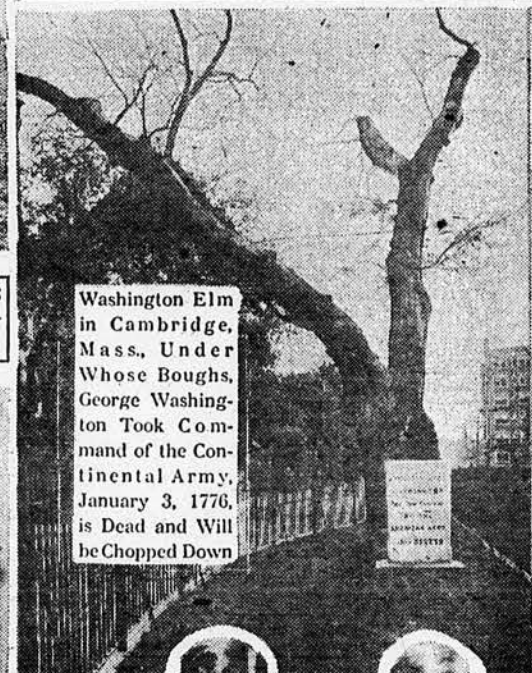 Washington Elm
in Cambridge,
Mass., Under
Whose Boughs,
George Washing-
ton Took Com-
mand of the Con-
tinental Army,
January 3, 1776,
is Dead and Will
be Chopped Down